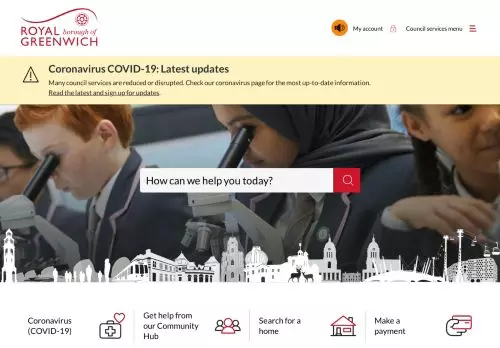 ROYAL borough of
GREENWICH
My account
Council services menu
Coronavirus COVID-19: Latest updates
Many council services are reduced or disrupted. Check our coronavirus page for the most up-to-date information.
Read the latest and sign up for updates.
How can we help you today?
Coronavirus
(COVID-19)
Get help from
our Community
Hub
Search for a
home
Make a
payment